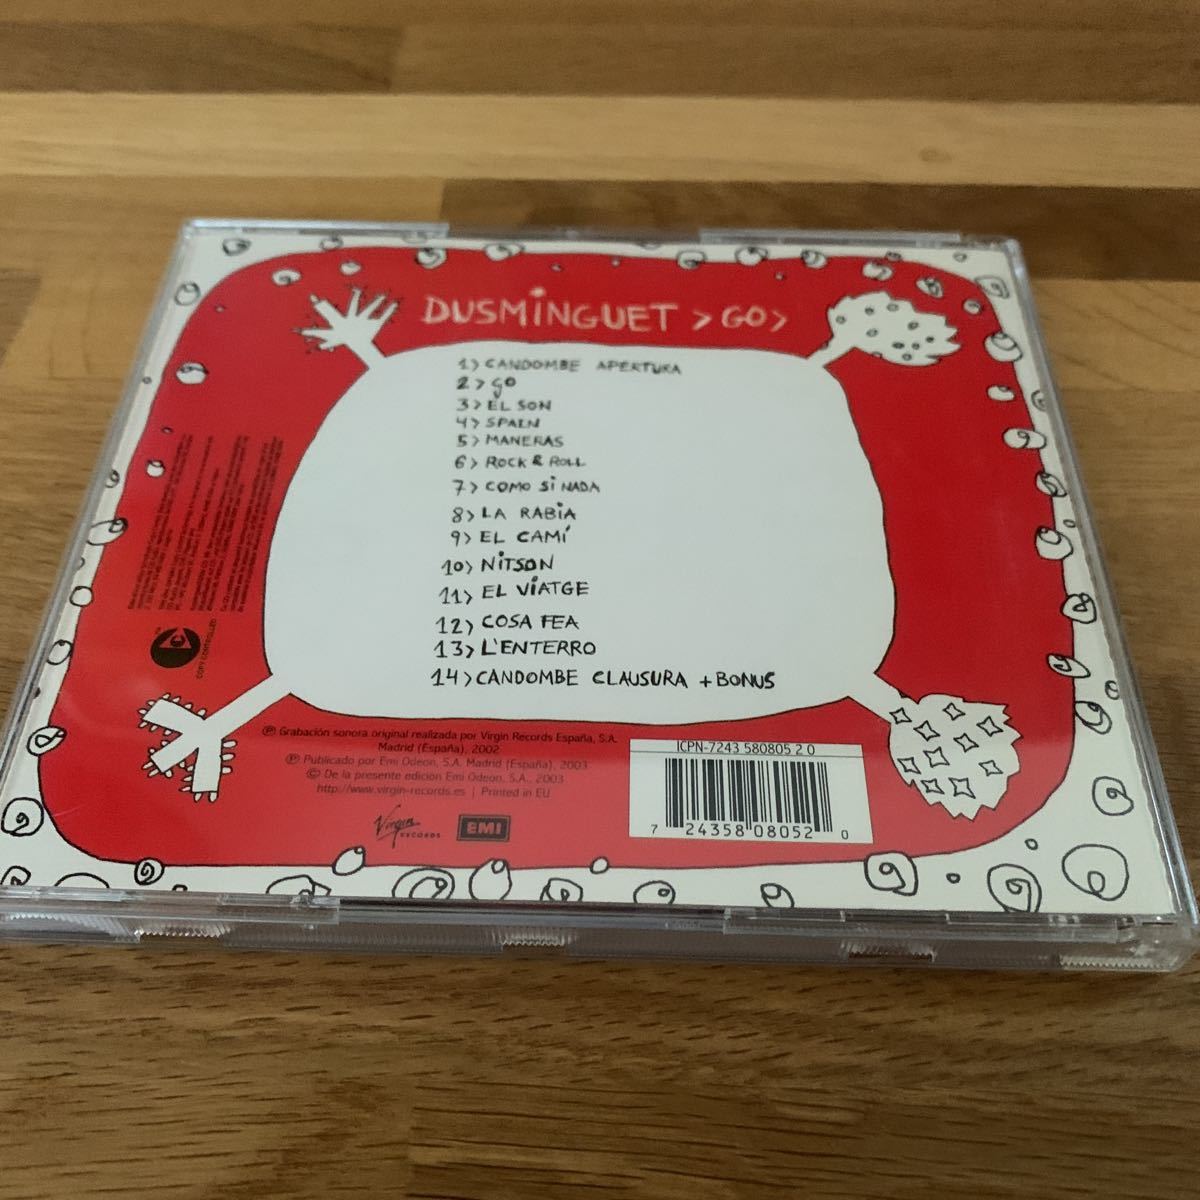 DUSMiNGUET > GO >
1> CANDOMBE APERTURA
2> GO
3> EL SON
4> SPAIN
5> MANERAS
6> ROCK & ROLL
7> COMO Si NADA
8> LA RABiA
9> EL CAMÍ
10> NiTSON
11> EL ViATGE
12> COSA FEA
13> L'ENTERRO
14> CANDOMBE CLAUSURA + BONUS
COPY CONTROLLED
℗ Grabación sonora original realizada por Virgin Records España, S.A.
Madrid (España), 2002
℗ Publicado por Emi Odeon, S.A. Madrid (España), 2003
© De la presente edición Emi Odeon, S.A., 2003
http://www.virgin-records.es | Printed in EU
Virgin RECORDS
EMI
ICPN-7243 580805 2 0
7 24358 08052 0